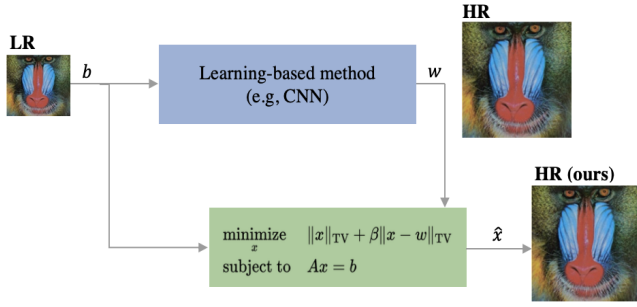 LR
b
Learning-based method
(e.g, CNN)
w
HR
minimize x ‖x‖TV + β‖x − w‖TV
subject to Ax = b
x̂
HR (ours)